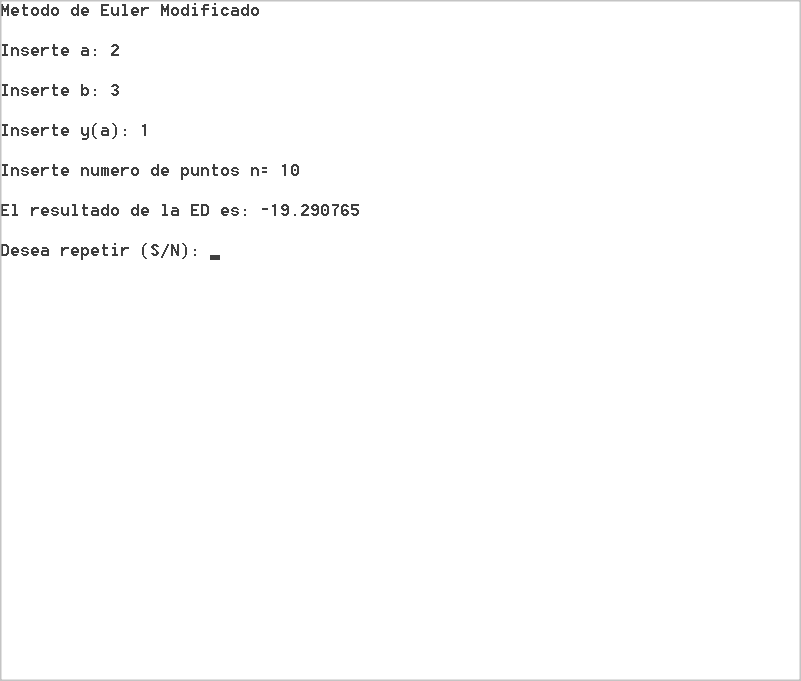 Metodo de Euler Modificado
Inserte a: 2
Inserte b: 3
Inserte y(a): 1
Inserte numero de puntos n= 10
El resultado de la ED es: -19.290765
Desea repetir (S/N):